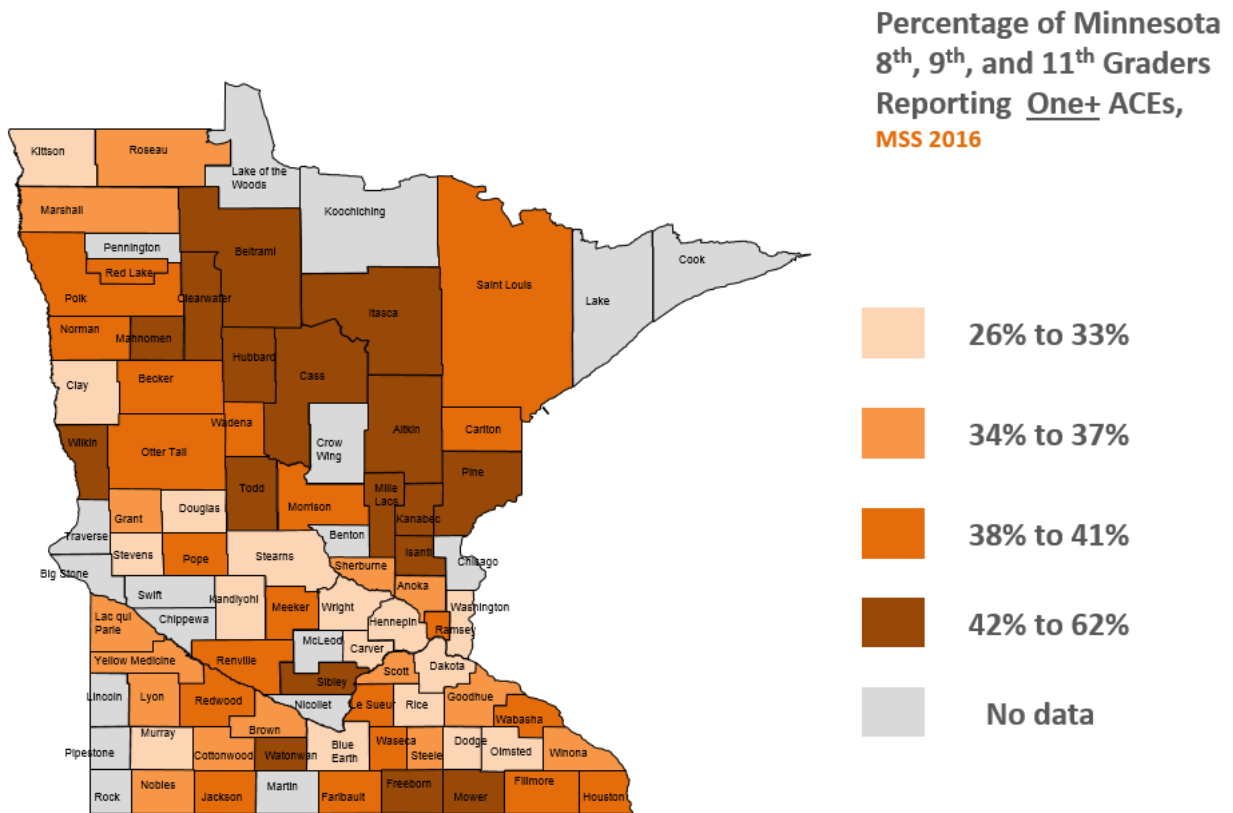 Percentage of Minnesota
8th, 9th, and 11th Graders
Reporting One+ ACEs,
MSS 2016
Kittson
Roseau
Lake of the
Woods
Koochiching
Marshall
Pennington
Beltrami
Red Lake
Saint Louis
Cook
Lake
Polk
Clearwater
Itasca
Norman
Mahnomen
Hubbard
Cass
Clay
Becker
Wadena
Aitkin
Carlton
Crow
Wing
Wilkin
Otter Tail
Pine
Todd
Mille
Lacs
Douglas
Morrison
Grant
Kanabec
Traverse
Benton
Stevens
Pope
Stearns
Isanti
Chisago
Big Stone
Sherburne
Swift
Kandiyohi
Anoka
Meeker
Wright
Washington
Lac qui
Parle
Chippewa
Hennepin
Ramsey
McLeod
Carver
Yellow Medicine
Renville
Dakota
Scott
Sibley
Lincoln
Lyon
Redwood
Nicollet
Le Sueur
Rice
Goodhue
Wabasha
Murray
Brown
Pipestone
Cottonwood
Watonwan
Blue
Earth
Waseca
Steele
Dodge
Olmsted
Winona
Rock
Nobles
Jackson
Martin
Faribault
Freeborn
Mower
Fillmore
Houston
26% to 33%
34% to 37%
38% to 41%
42% to 62%
No data